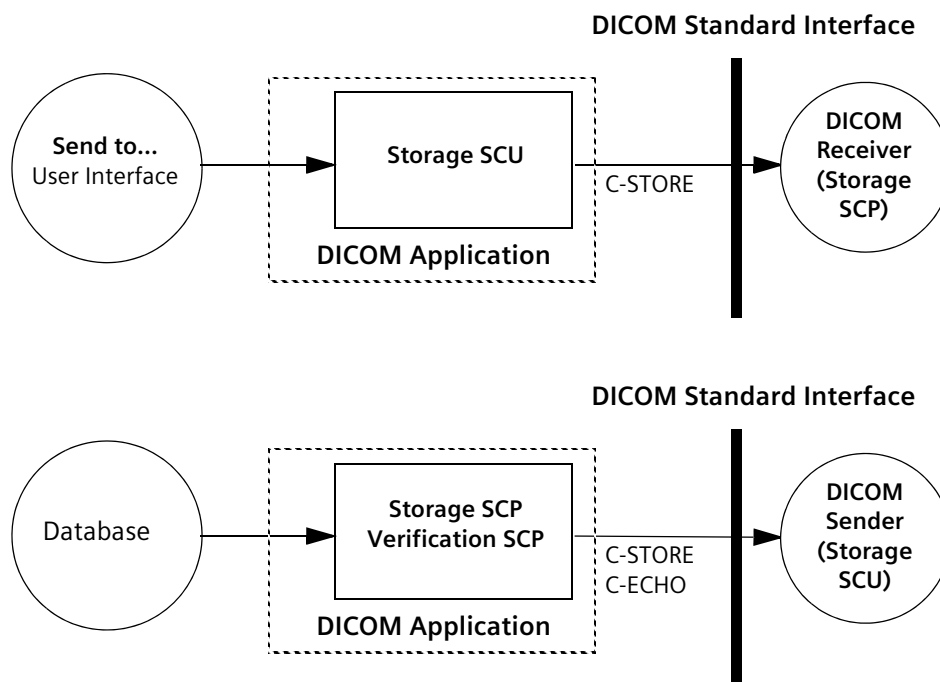 DICOM Standard Interface
Send to...
User Interface
Storage SCU
DICOM Application
C-STORE
DICOM
Receiver
(Storage
SCP)
DICOM Standard Interface
Database
Storage SCP
Verification SCP
DICOM Application
C-STORE
C-ECHO
DICOM
Sender
(Storage
SCU)